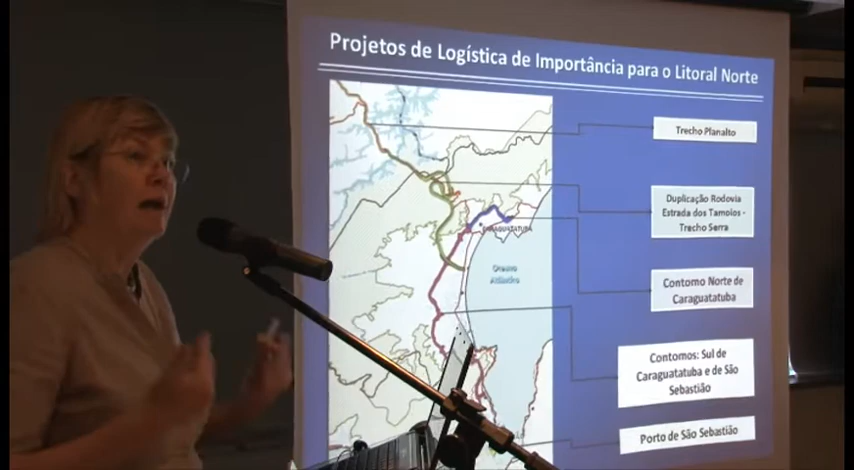 Projetos de Logística de Importância para o Litoral Norte
Trecho Planalto
Duplicação Rodovia
Estrada dos Tamoios -
Trecho Serra
CARAGUATATUBA
Oceano
Atlântico
Contorno Norte de
Caraguatatuba
Contornos: Sul de
Caraguatatuba e de São
Sebastião
Porto de São Sebastião